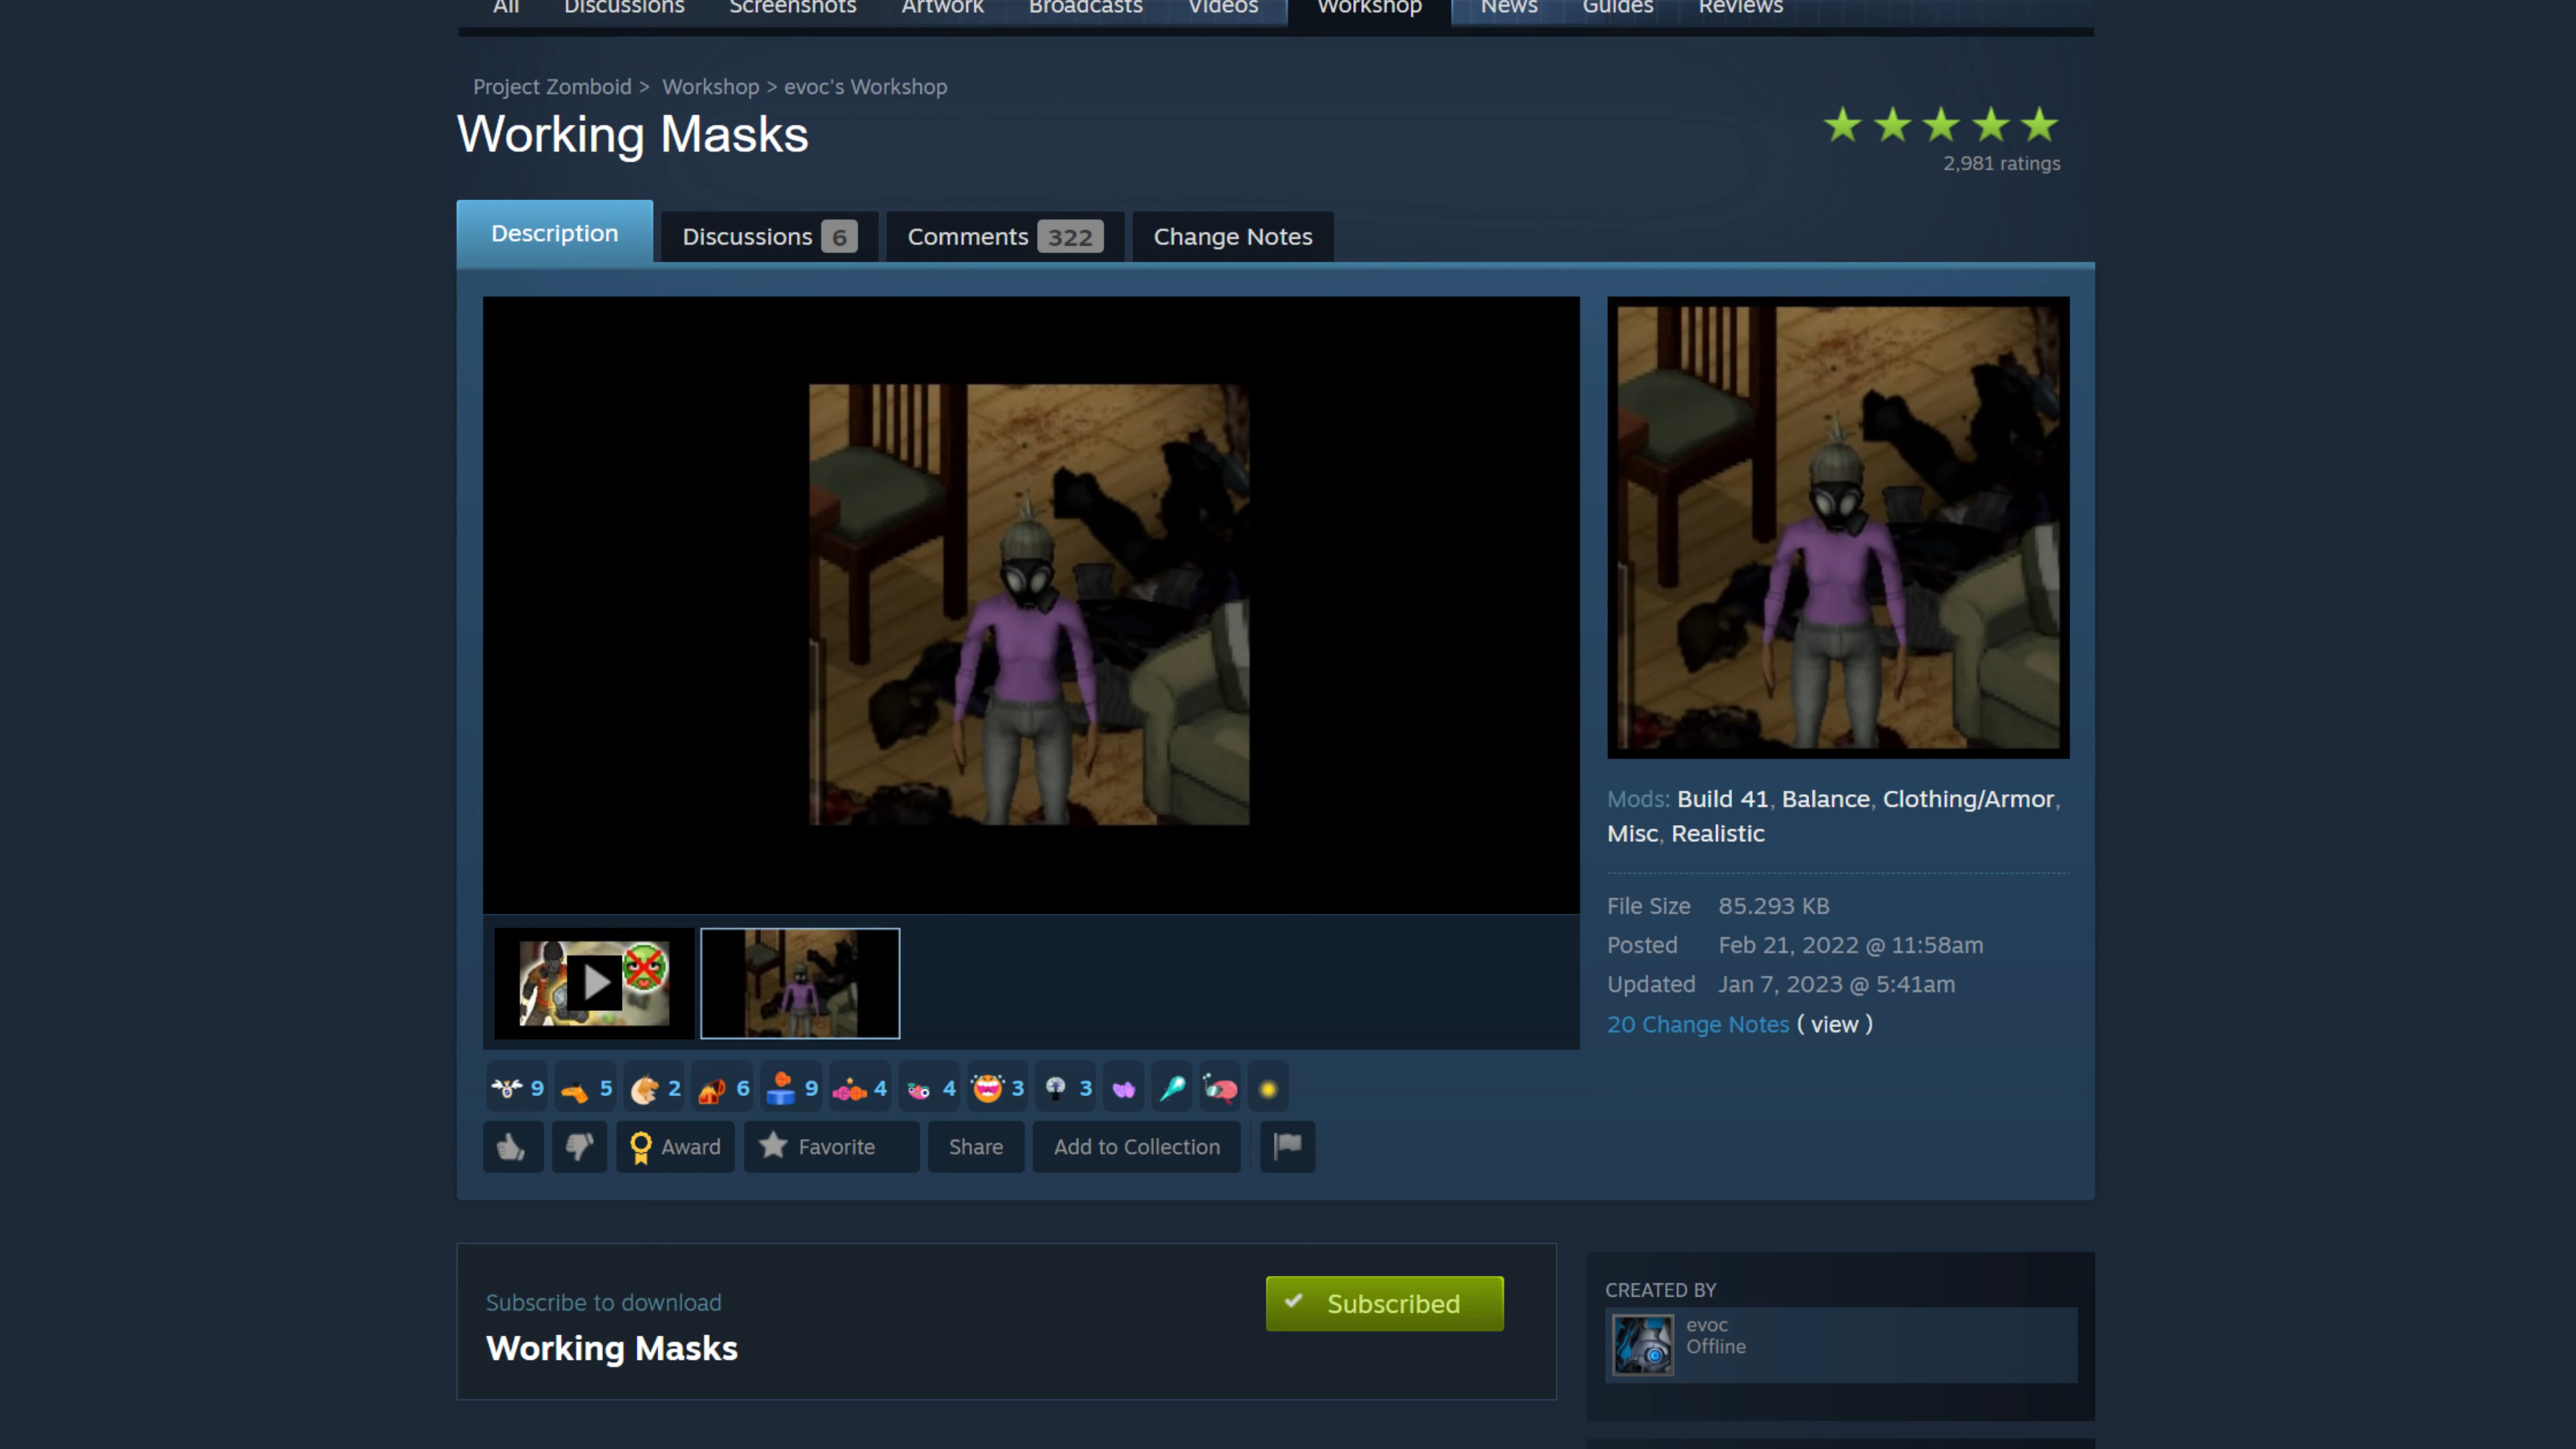 All Discussions Screenshots Artwork Broadcasts Videos Workshop News Guides Reviews
Project Zomboid > Workshop > evoc's Workshop
Working Masks
2,981 ratings
Description Discussions 6 Comments 322 Change Notes
Mods: Build 41, Balance, Clothing/Armor,
Misc, Realistic
File Size 85.293 KB
Posted Feb 21, 2022 @ 11:58am
Updated Jan 7, 2023 @ 5:41am
20 Change Notes ( view )
9 5 2 6 9 4 4 3 3
Award Favorite Share Add to Collection
Subscribe to download
Working Masks
Subscribed
CREATED BY
evoc
Offline